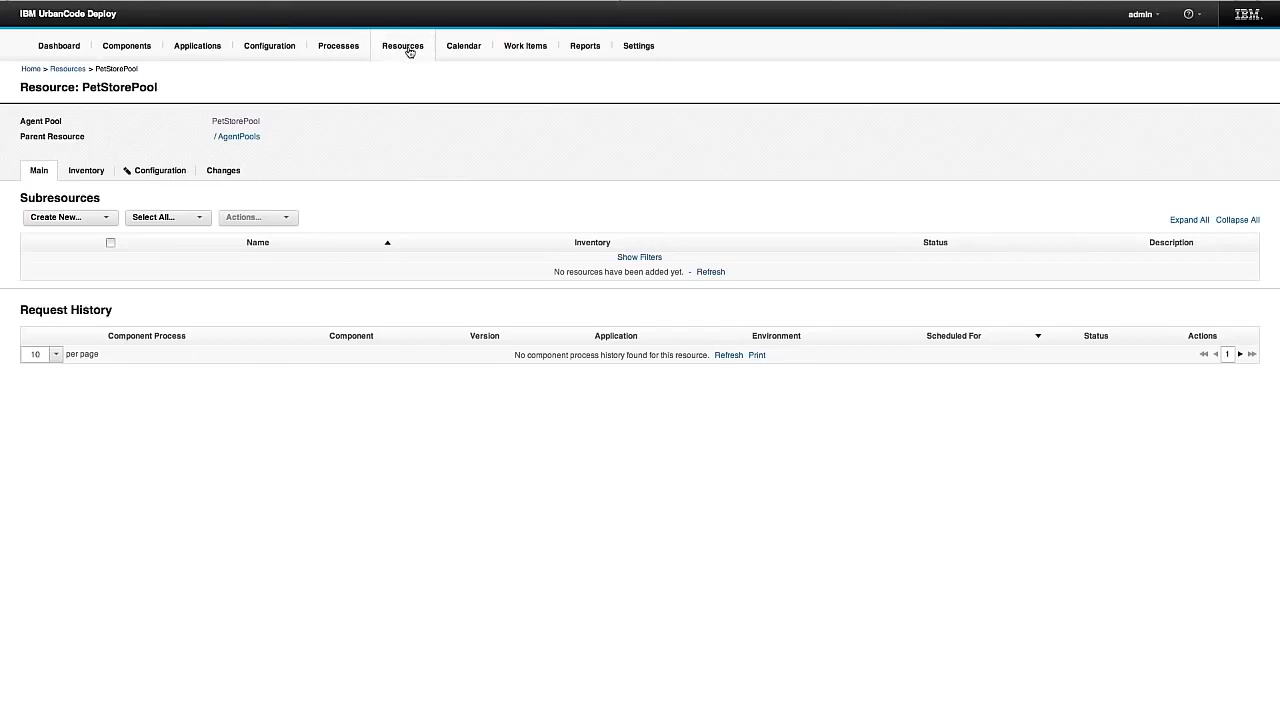 IBM UrbanCode Deploy admin IBM
Dashboard Components Applications Configuration Processes Resources Calendar Work Items Reports Settings
Home > Resources > PetStorePool
Resource: PetStorePool
Agent Pool PetStorePool
Parent Resource / AgentPools
Main Inventory Configuration Changes
Subresources
Create New... Select All... Actions... Expand All Collapse All
Name Inventory Status Description
Show Filters
No resources have been added yet. - Refresh
Request History
Component Process Component Version Application Environment Scheduled For Status Actions
10 per page No component process history found for this resource. Refresh Print 1